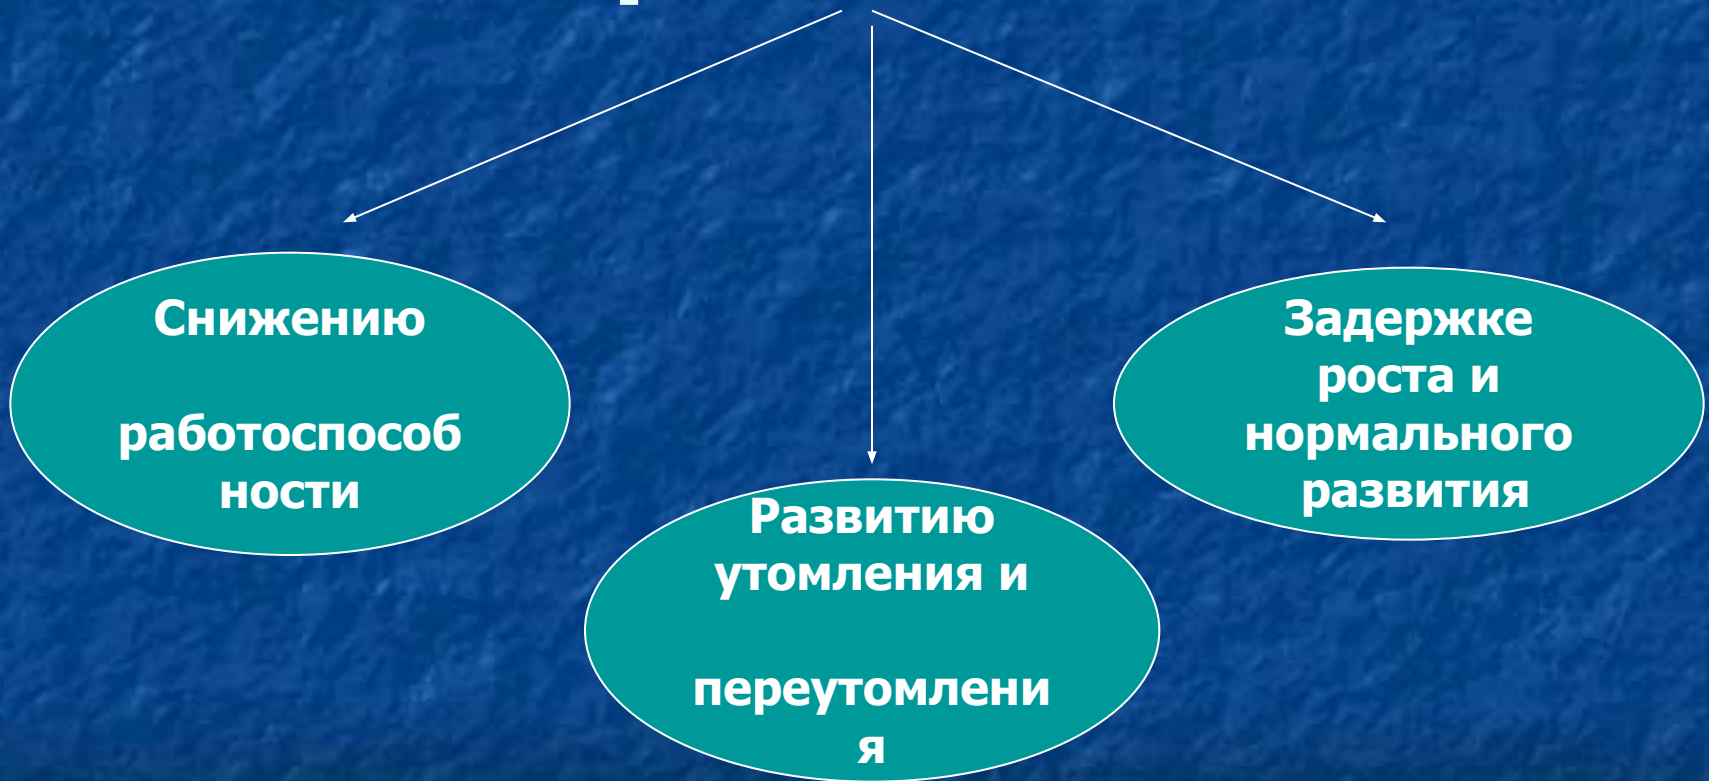 Снижению
работоспособ
ности
Развитию
утомления и
переутомлени
я
Задержке
роста и
нормального
развития